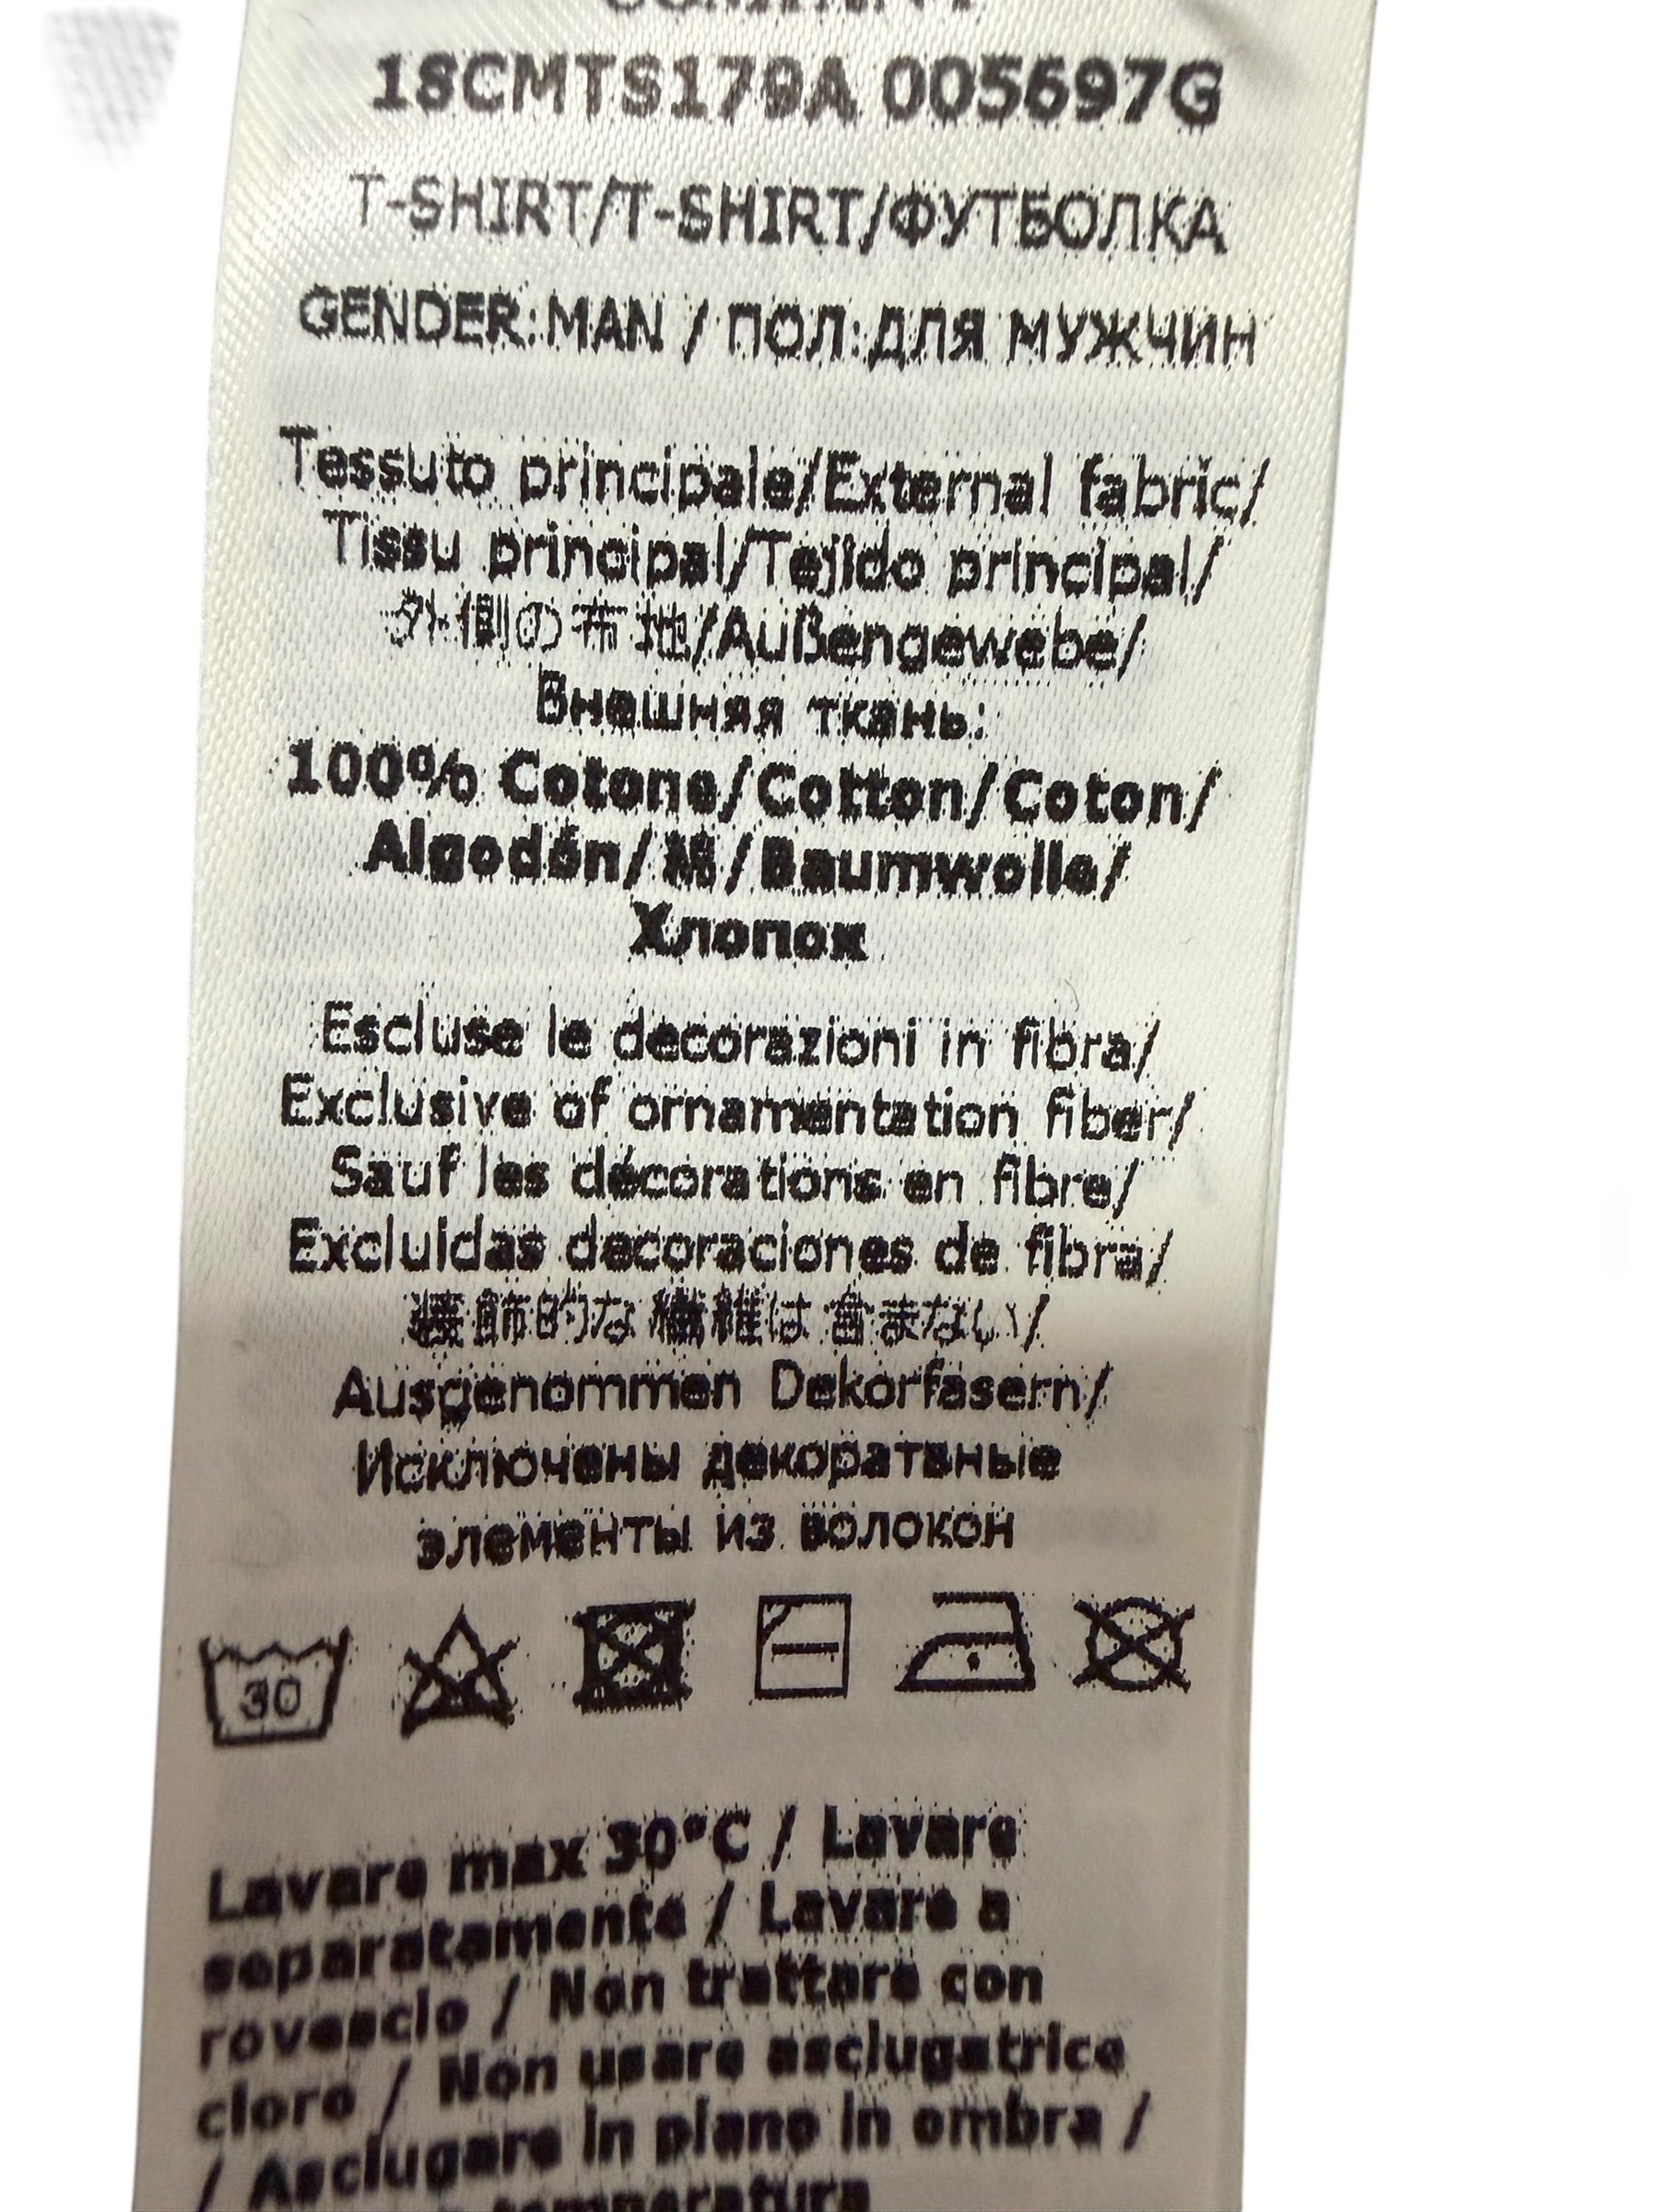 18CMTS179A 005697G
T-SHIRT/T-SHIRT/ФУТБОЛКА
GENDER:MAN / ПОЛ:ДЛЯ МУЖЧИН
Tessuto principale/External fabric/
Tissu principal/Tejido principal/
外側の布地/Außengewebe/
Внешняя ткань:
100% Cotone/Cotton/Coton/
Algodón/綿/Baumwolle/
Хлопок
Escluse le decorazioni in fibra/
Exclusive of ornamentation fiber/
Sauf les décorations en fibre/
Excluidas decoraciones de fibra/
装飾的な繊維は含まない/
Ausgenommen Dekorfasern/
Исключены декоратвные
элементы из волокон
30
Lavare max 30°C / Lavare
separatamente / Lavare a
rovescio / Non trattare con
cloro / Non usare asciugatrice
/ Asciugare in piano in ombra /
temperatura